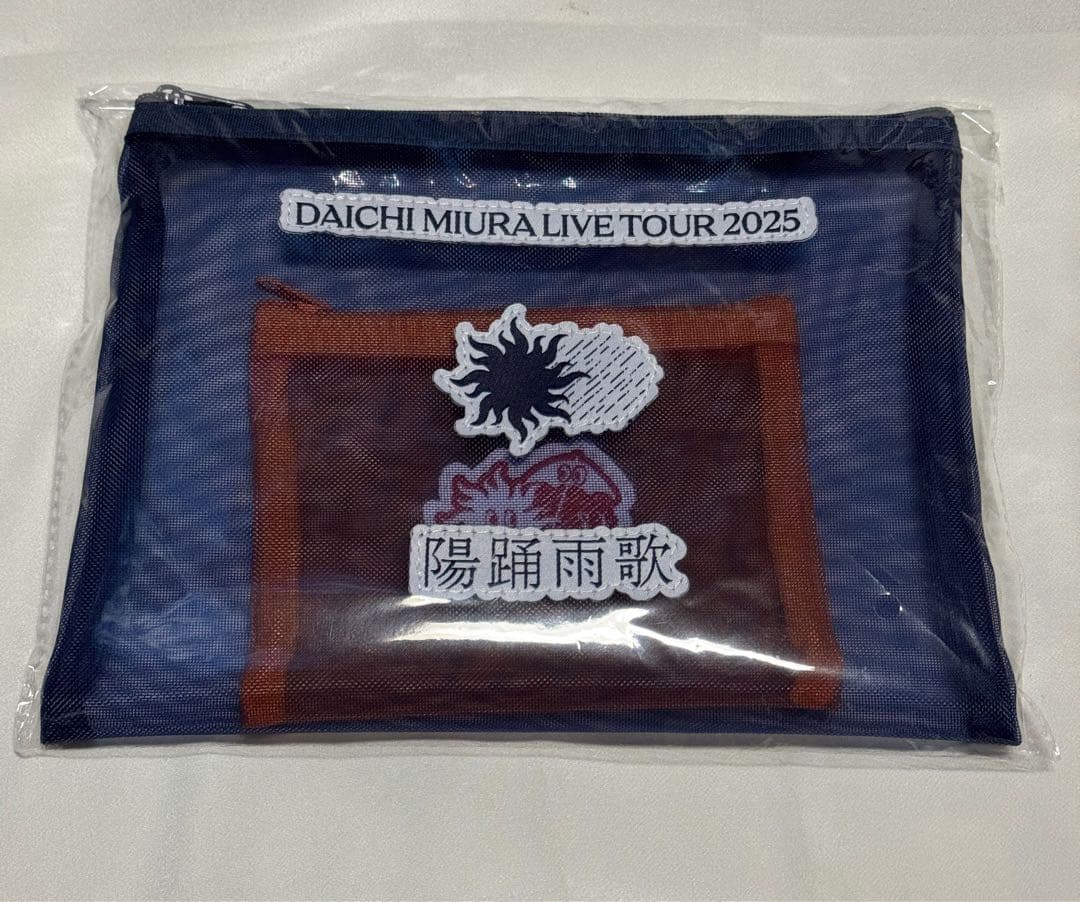 DAICHI MIURA LIVE TOUR 2025
陽踊雨歌